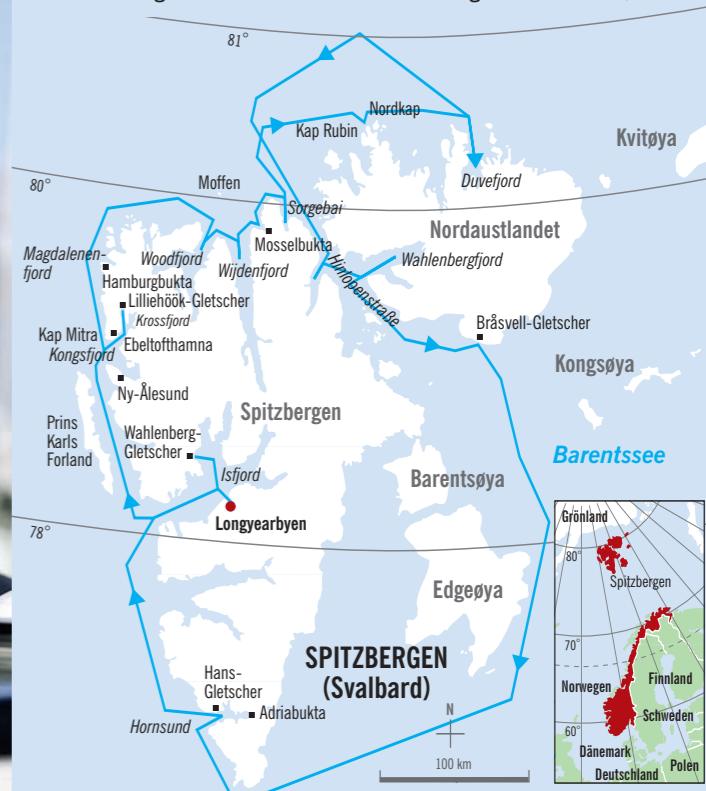 81°
Nordkap
Kap Rubin
Kvitøya
80°
Moffen
Duvefjord
Sorgebai
Nordaustlandet
Mosselbukta
Magdalenen-
fjord
Woodfjord
Wijdenfjord
Wahlenbergfjord
Hinlopenstraße
Hamburgbukta
Lilliehöök-Gletscher
Krossfjord
Kap Mitra
Ebeltofthamna
Kongsfjord
Bråsvell-Gletscher
Kongsøya
Ny-Ålesund
Spitzbergen
Prins
Karls
Forland
Wahlenberg-
Gletscher
Isfjord
Barentssee
Barentsøya
Longyearbyen
78°
Edgeøya
SPITZBERGEN
(Svalbard)
Hans-
Gletscher
Adriabukta
Hornsund
N
100 km
Grönland
80°
Spitzbergen
70°
Norwegen
Finnland
Schweden
60°
Dänemark
Deutschland
Polen